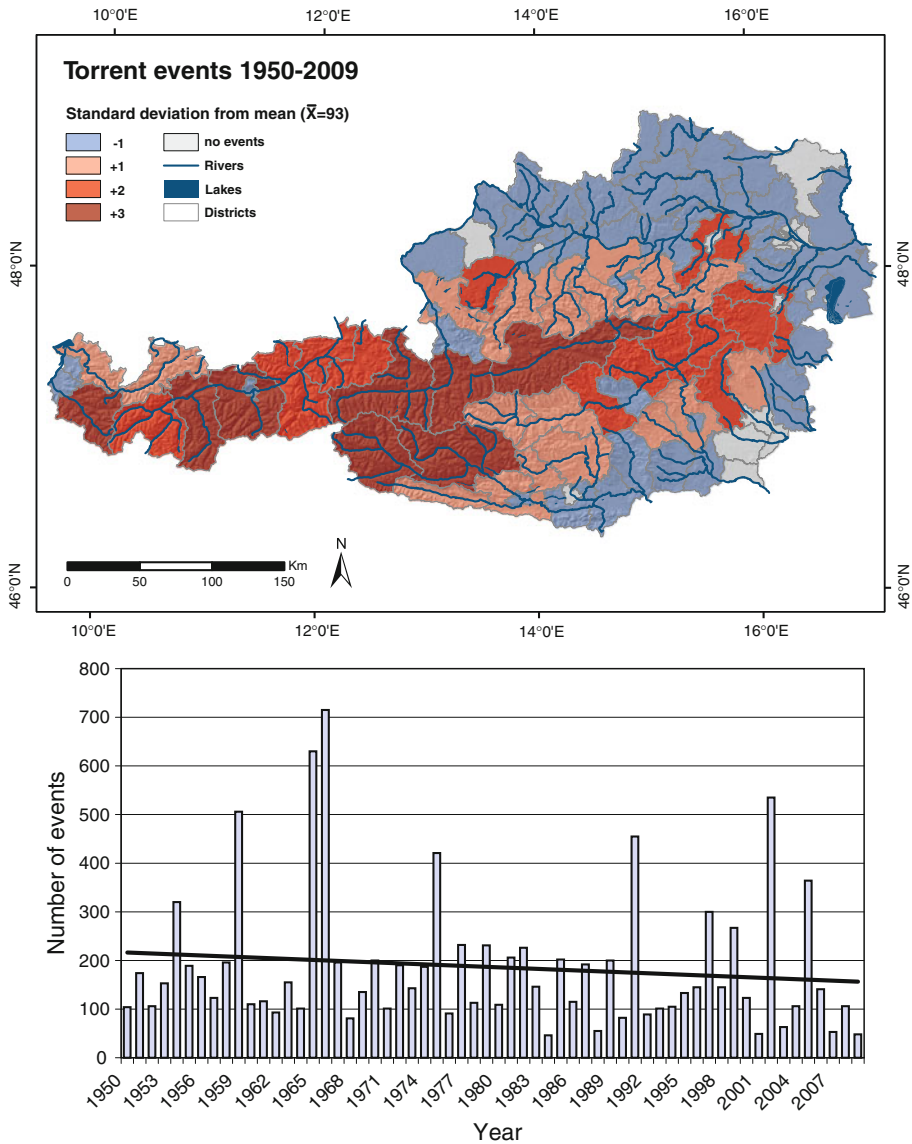 10°0'E 12°0'E 14°0'E 16°0'E
Torrent events 1950-2009
Standard deviation from mean (X̅=93)
-1 no events
+1 Rivers
+2 Lakes
+3 Districts
48°0'N 48°0'N
N
Km
0 50 100 150
46°0'N 46°0'N
10°0'E 12°0'E 14°0'E 16°0'E
800
700
600
500
400
300
200
100
0
Number of events
1950 1953 1956 1959 1962 1965 1968 1971 1974 1977 1980 1983 1986 1989 1992 1995 1998 2001 2004 2007
Year